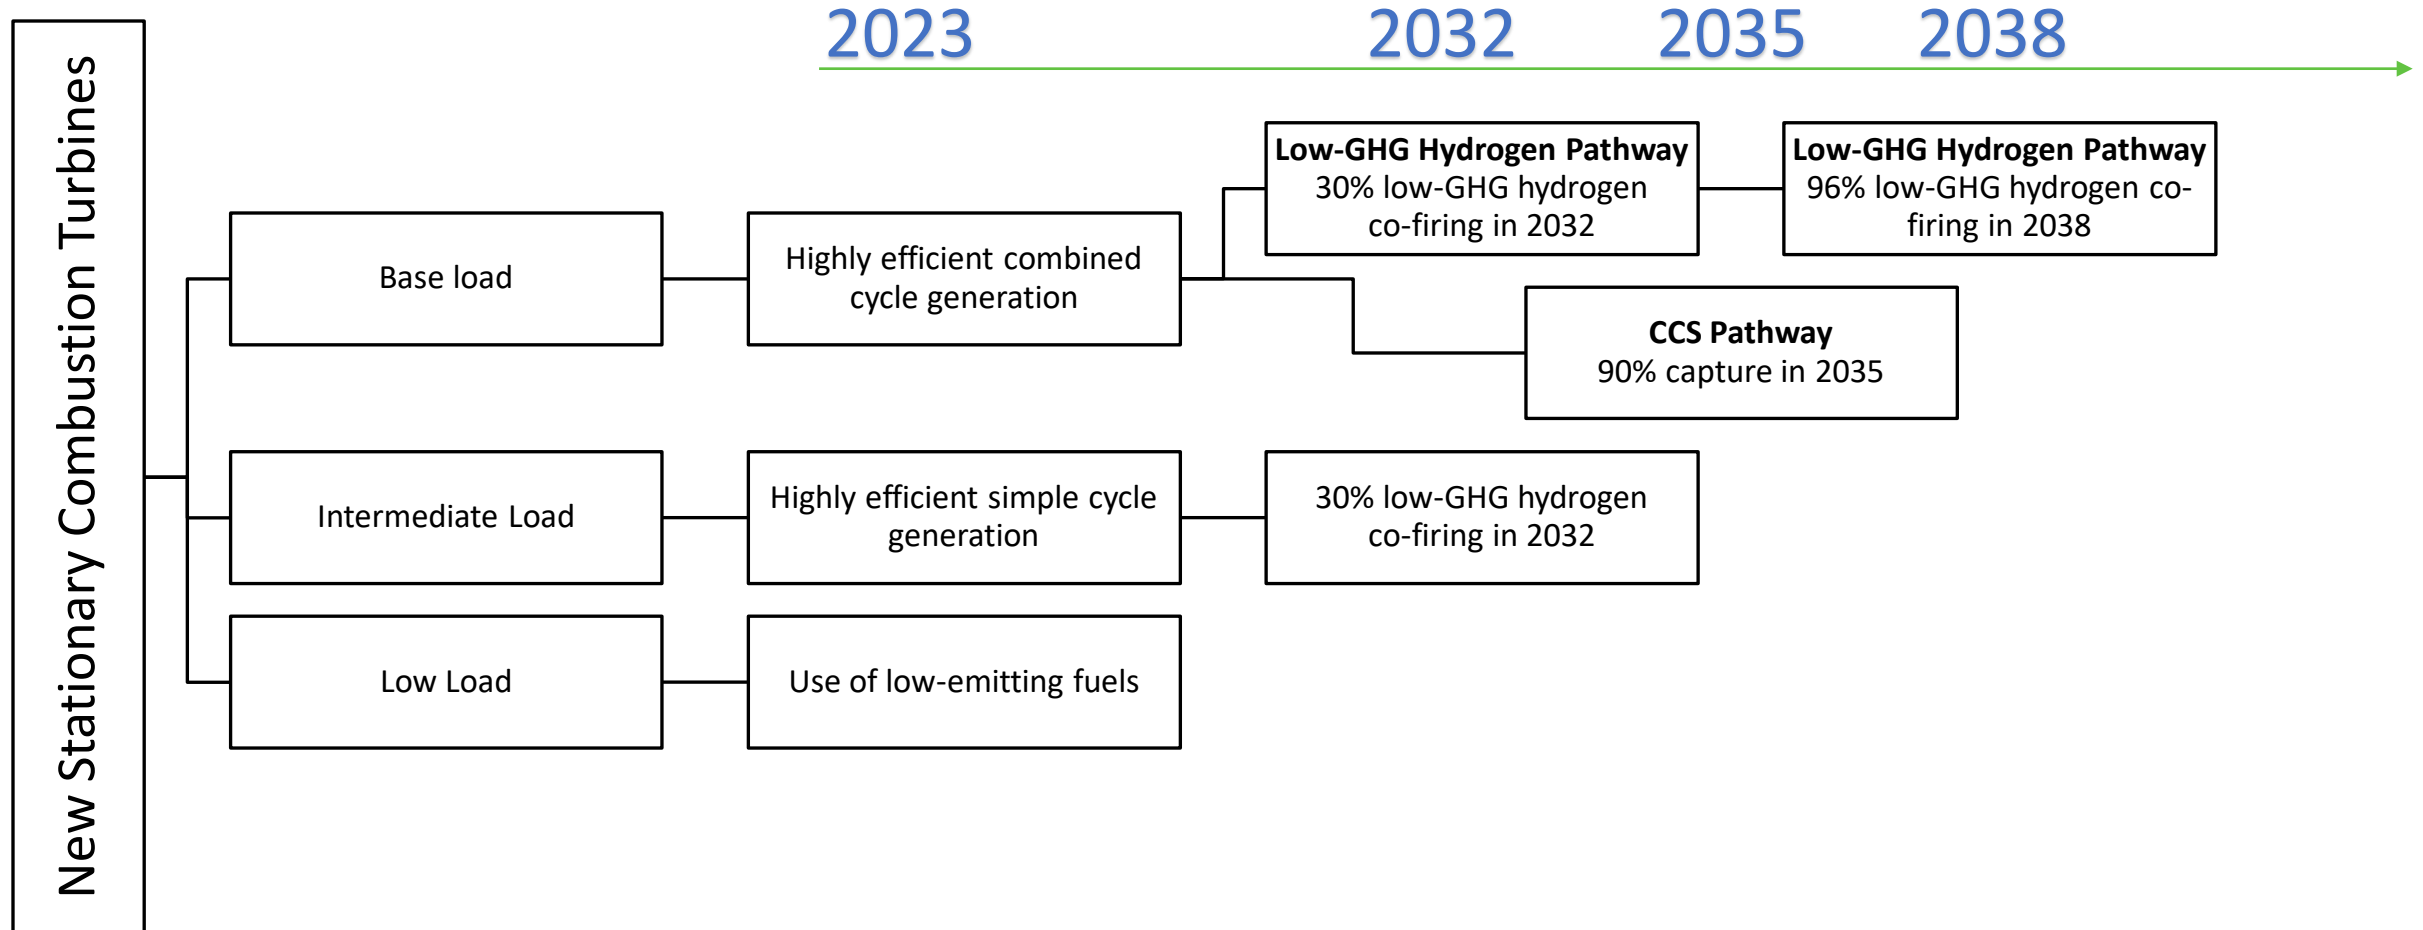 2023
2032
2035
2038
New Stationary Combustion Turbines
Base load
Highly efficient combined
cycle generation
Low-GHG Hydrogen Pathway
30% low-GHG hydrogen
co-firing in 2032
Low-GHG Hydrogen Pathway
96% low-GHG hydrogen co-
firing in 2038
CCS Pathway
90% capture in 2035
Intermediate Load
Highly efficient simple cycle
generation
30% low-GHG hydrogen
co-firing in 2032
Low Load
Use of low-emitting fuels